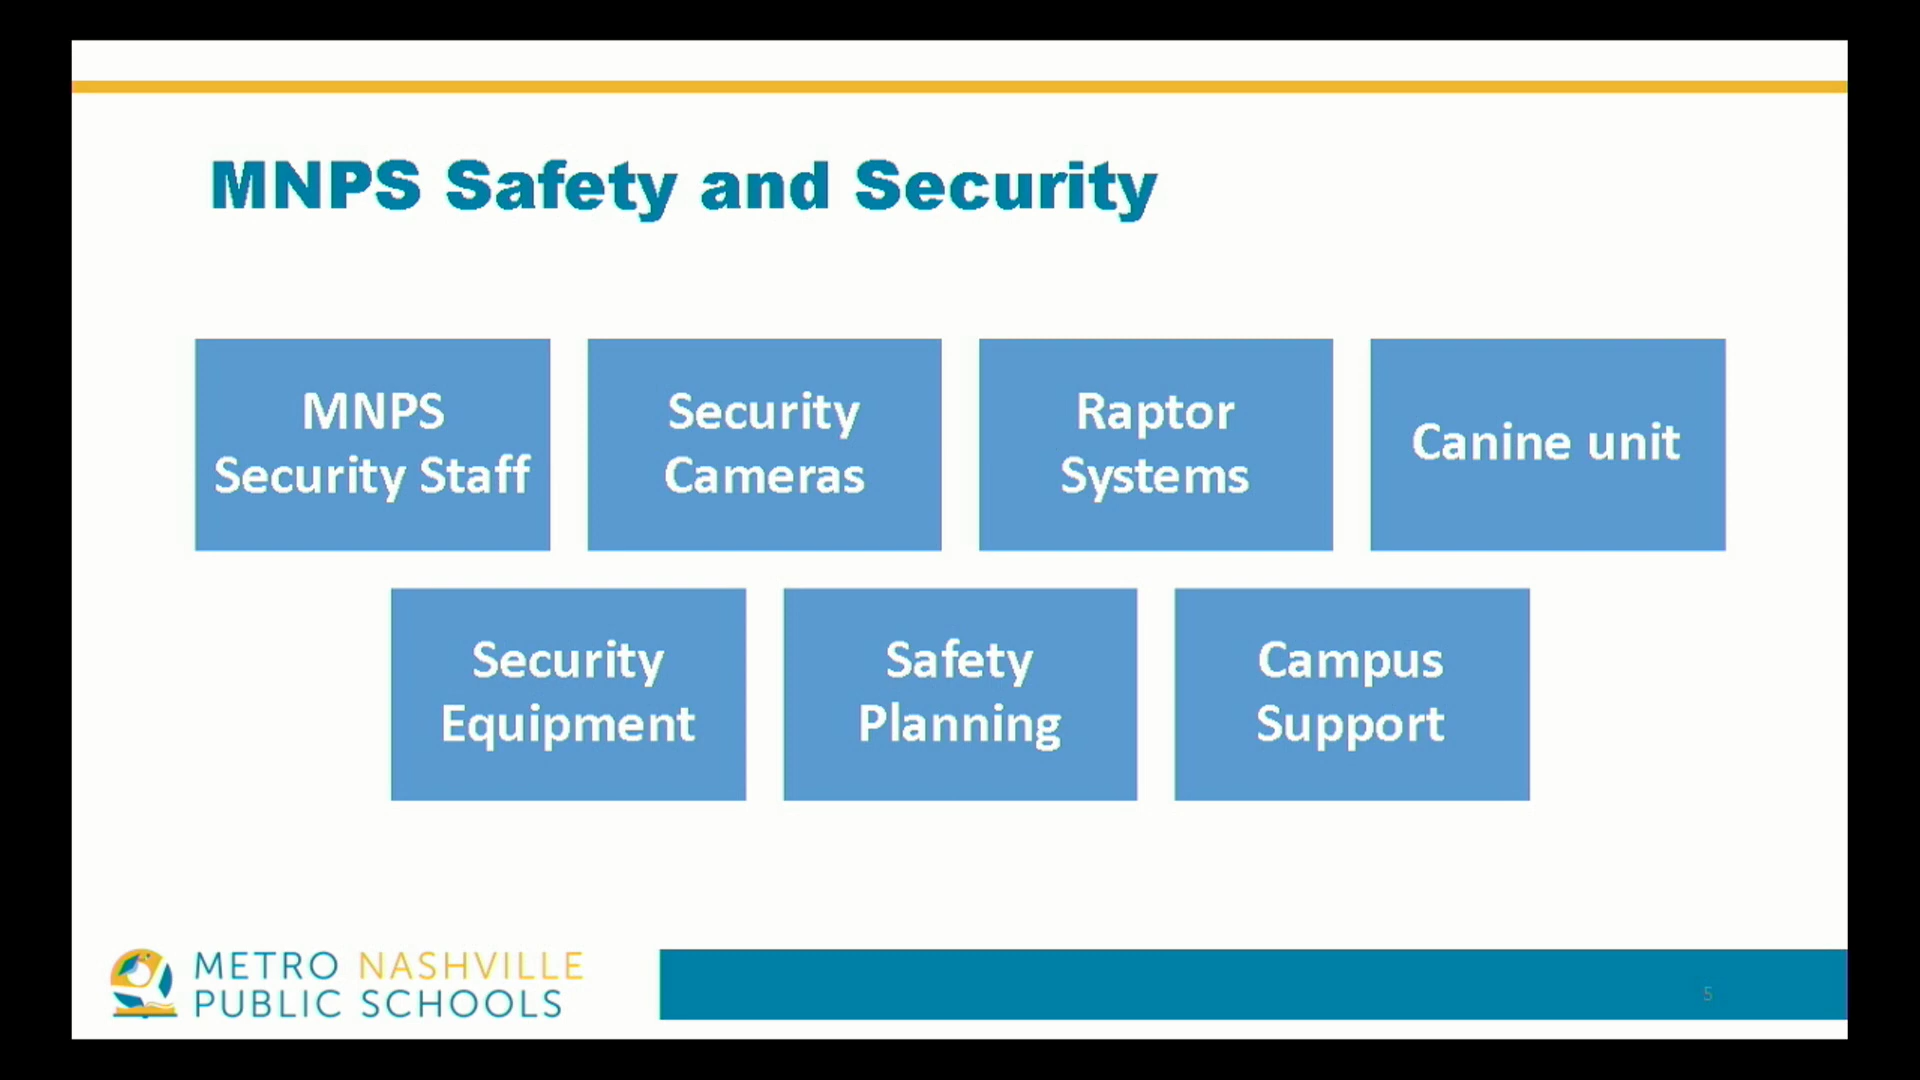 MNPS Safety and Security
MNPS
Security Staff
Security
Cameras
Raptor
Systems
Canine unit
Security
Equipment
Safety
Planning
Campus
Support
METRO NASHVILLE
PUBLIC SCHOOLS
5